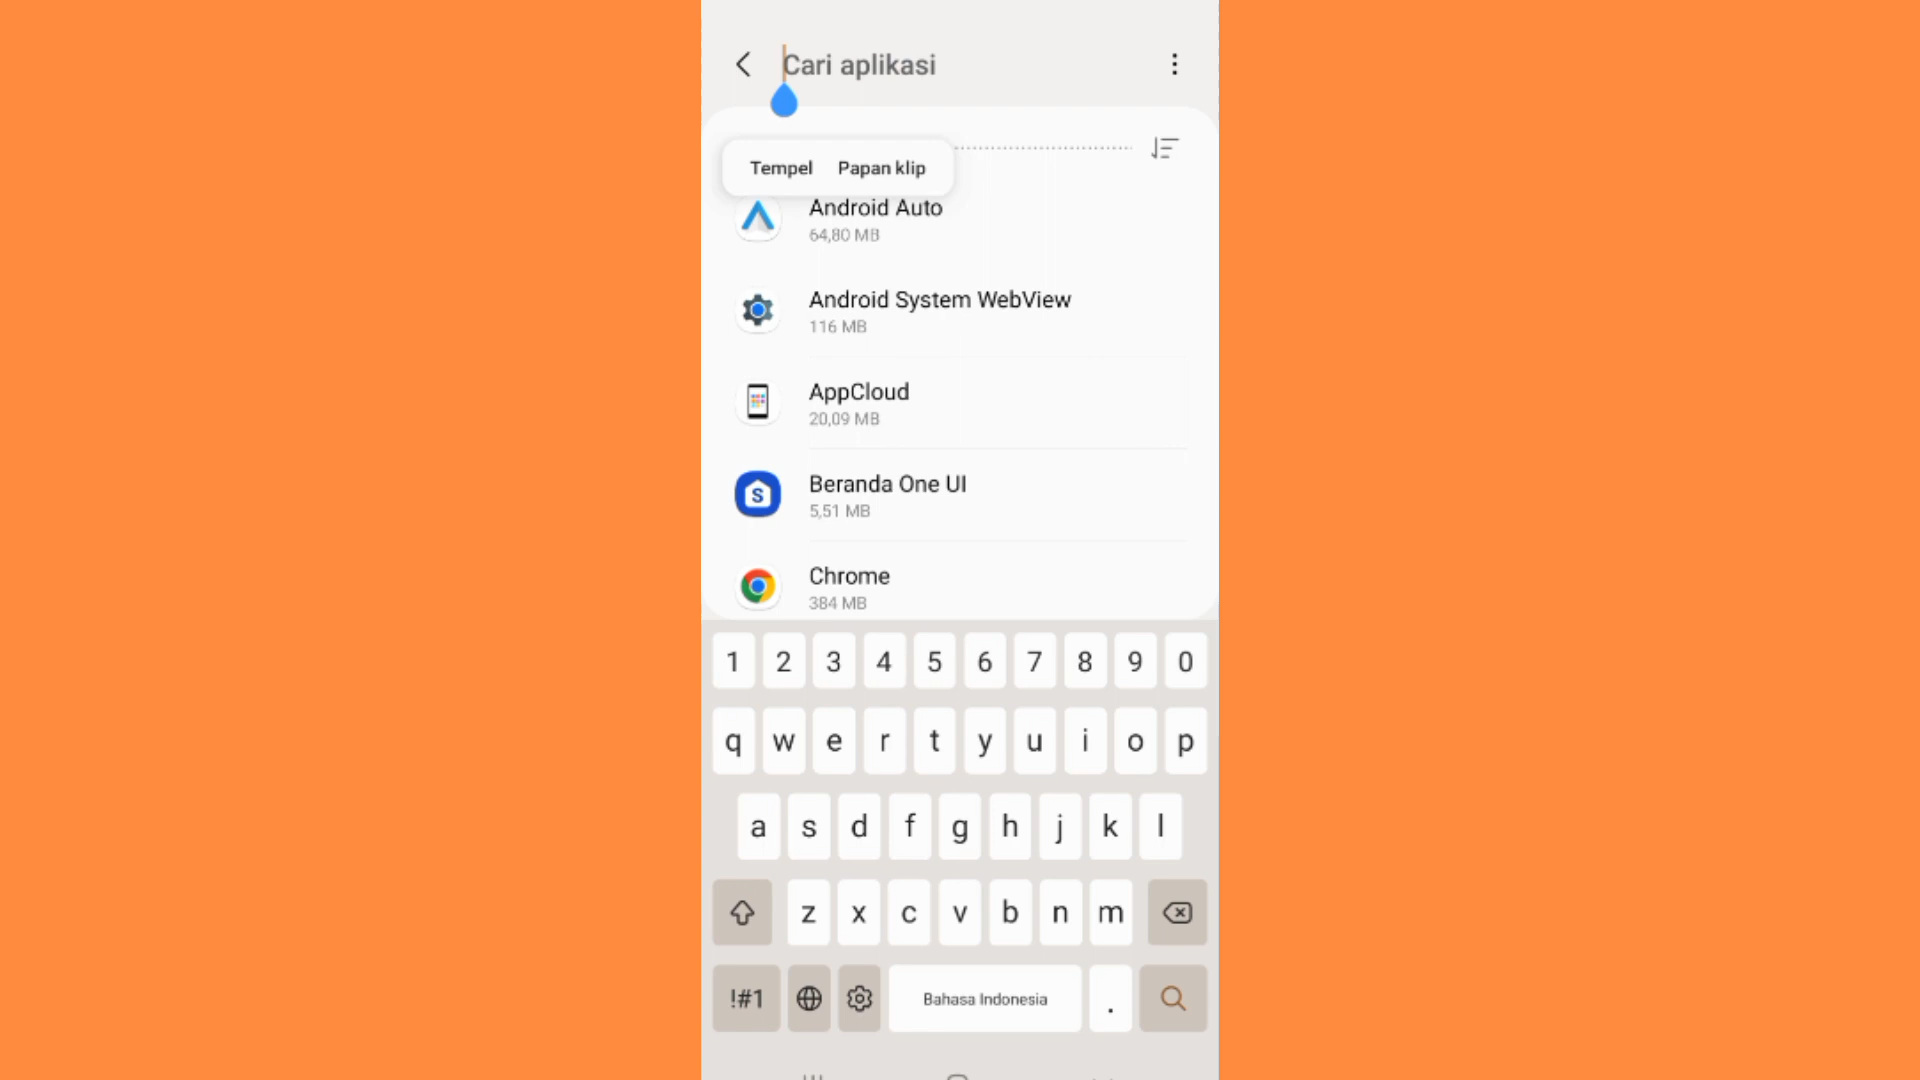 Cari aplikasi
Tempel Papan klip
Android Auto
64,80 MB
Android System WebView
116 MB
AppCloud
20,09 MB
S
Beranda One UI
5,51 MB
Chrome
384 MB
1 2 3 4 5 6 7 8 9 0
q w e r t y u i o p
a s d f g h j k l
z x c v b n m
!#1 Bahasa Indonesia .